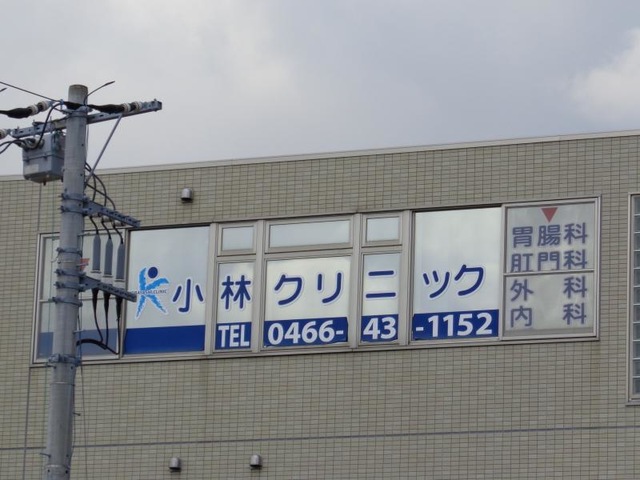 小林クリニック
TEL 0466-43-1152
胃腸科
肛門科
外科
内科